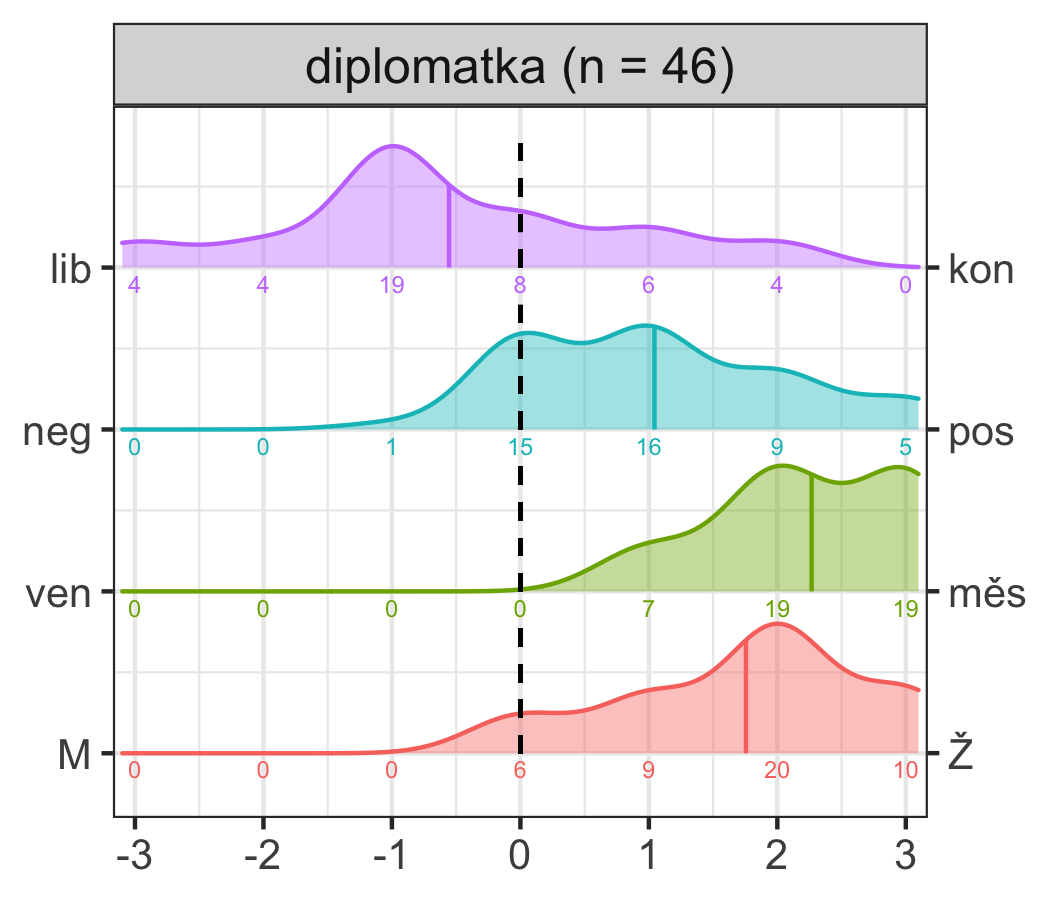 diplomatka (n = 46)
lib kon
4 4 19 8 6 4 0
neg pos
0 0 1 15 16 9 5
ven měs
0 0 0 0 7 19 19
M Ž
0 0 0 6 9 20 10
-3 -2 -1 0 1 2 3